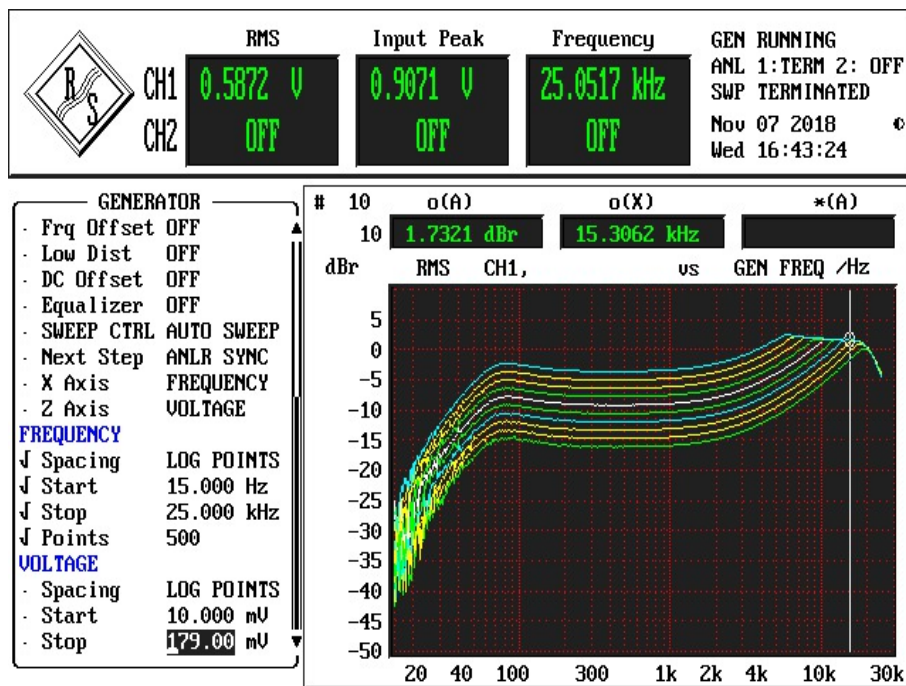 RMS Input Peak Frequency
CH1 0.5872 V 0.9071 V 25.0517 kHz
CH2 OFF OFF OFF
R
S
GEN RUNNING
ANL 1:TERM 2: OFF
SWP TERMINATED
Nov 07 2018
Wed 16:43:24
GENERATOR
· Frq Offset OFF
· Low Dist OFF
· DC Offset OFF
· Equalizer OFF
· SWEEP CTRL AUTO SWEEP
· Next Step ANLR SYNC
· X Axis FREQUENCY
· Z Axis VOLTAGE
FREQUENCY
√ Spacing LOG POINTS
√ Start 15.000 Hz
√ Stop 25.000 kHz
√ Points 500
VOLTAGE
· Spacing LOG POINTS
· Start 10.000 mV
· Stop 179.00 mV
# 10 o(A) o(X) *(A)
10 1.7321 dBr 15.3062 kHz
dBr RMS CH1, vs GEN FREQ /Hz
5
0
-5
-10
-15
-20
-25
-30
-35
-40
-45
-50
20 40 100 300 1k 2k 4k 10k 30k